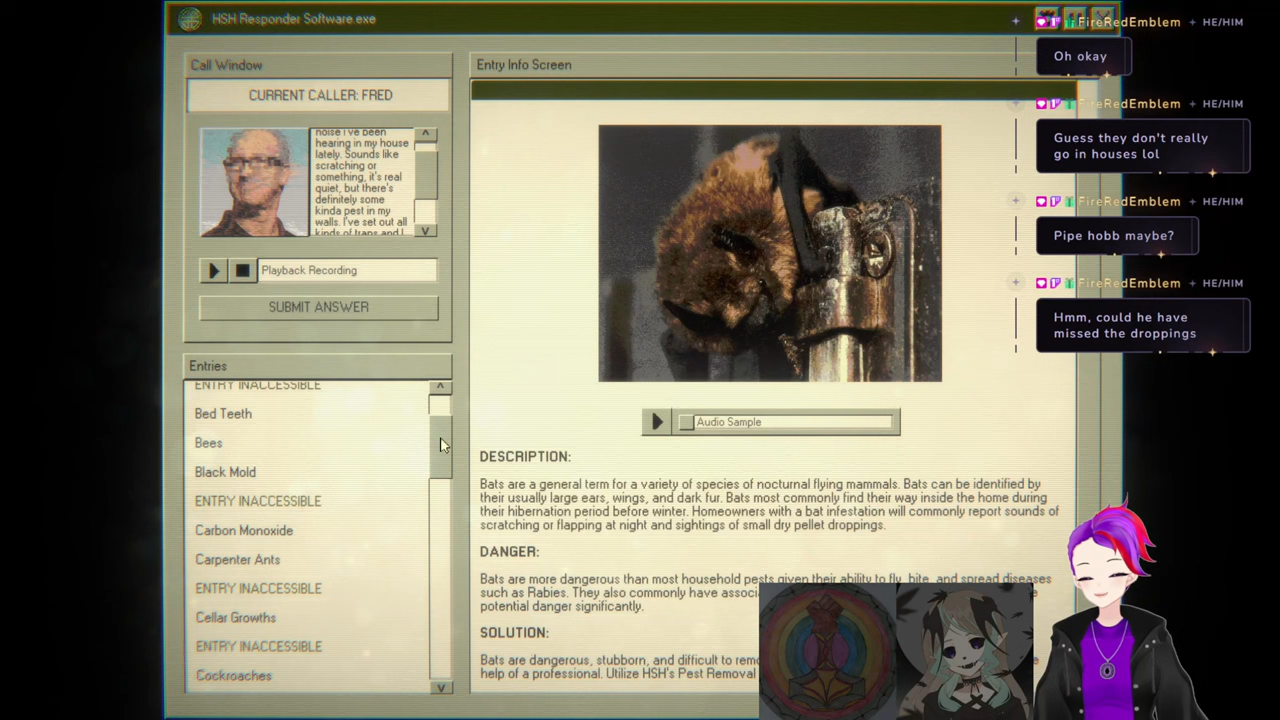 HSH Responder Software.exe
Call Window
CURRENT CALLER: FRED
noise I've been
hearing in my house
lately. Sounds like
scratching or
something, it's real
quiet, but there's
definitely some
kinda pest in my
walls. I've set out all
kinds of traps and I
Playback Recording
SUBMIT ANSWER
Entries
ENTRY INACCESSIBLE
Bed Teeth
Bees
Black Mold
ENTRY INACCESSIBLE
Carbon Monoxide
Carpenter Ants
ENTRY INACCESSIBLE
Cellar Growths
ENTRY INACCESSIBLE
Cockroaches
Entry Info Screen
Audio Sample
DESCRIPTION:
Bats are a general term for a variety of species of nocturnal flying mammals. Bats can be identified by
their usually large ears, wings, and dark fur. Bats most commonly find their way inside the home during
their hibernation period before winter. Homeowners with a bat infestation will commonly report sounds of
scratching or flapping at night and sightings of small dry pellet droppings.
DANGER:
Bats are more dangerous than most household pests given their ability to fly, bite, and spread diseases
such as Rabies. They also commonly have
potential danger significantly.
SOLUTION:
Bats are dangerous, stubborn, and difficult to
help of a professional. Utilize HSH's Pest Removal
FireRedEmblem HE/HIM
Oh okay
FireRedEmblem HE/HIM
Guess they don't really
go in houses lol
FireRedEmblem HE/HIM
Pipe hobb maybe?
FireRedEmblem HE/HIM
Hmm, could he have
missed the droppings